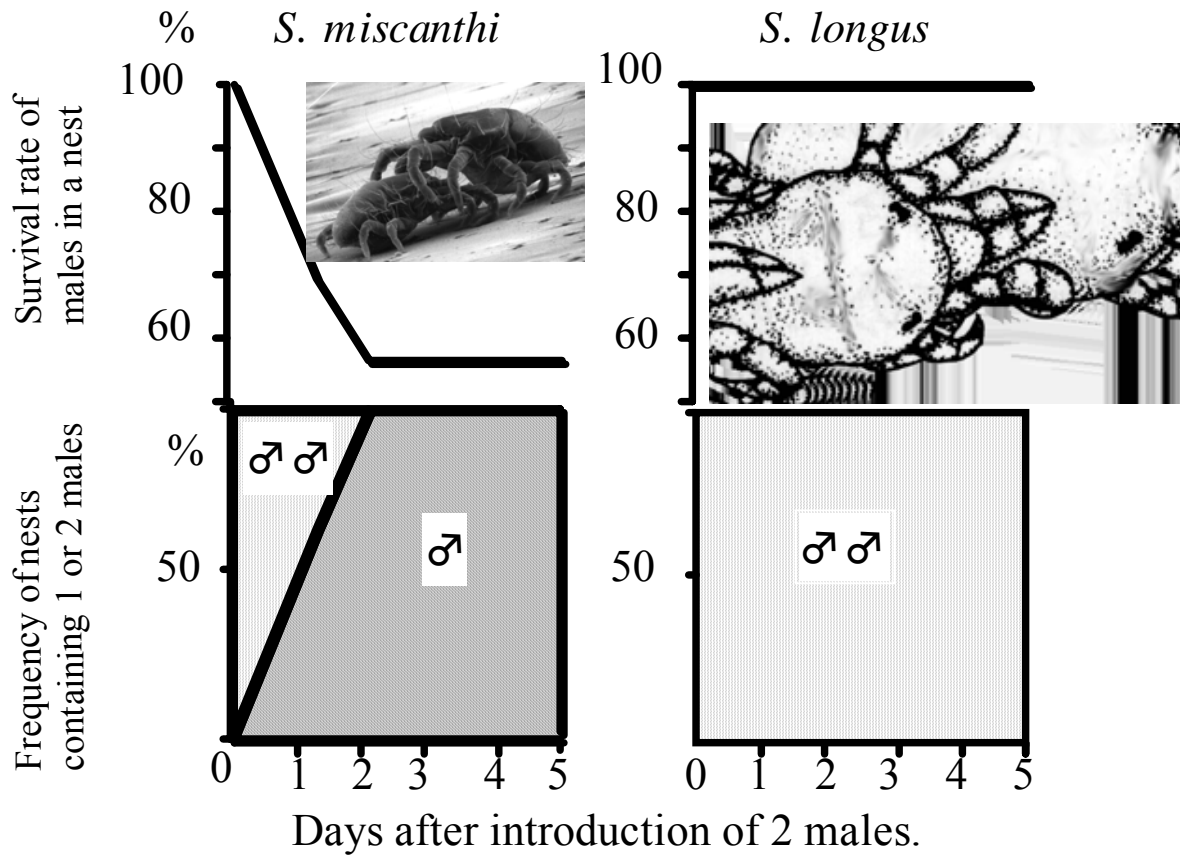 % S. miscanthi S. longus
100
80
60
Survival rate of
males in a nest
100
80
60
%
50
♂♂
♂
Frequency of nests
containing 1 or 2 males
50
♂♂
0 1 2 3 4 5
0 1 2 3 4 5
Days after introduction of 2 males.